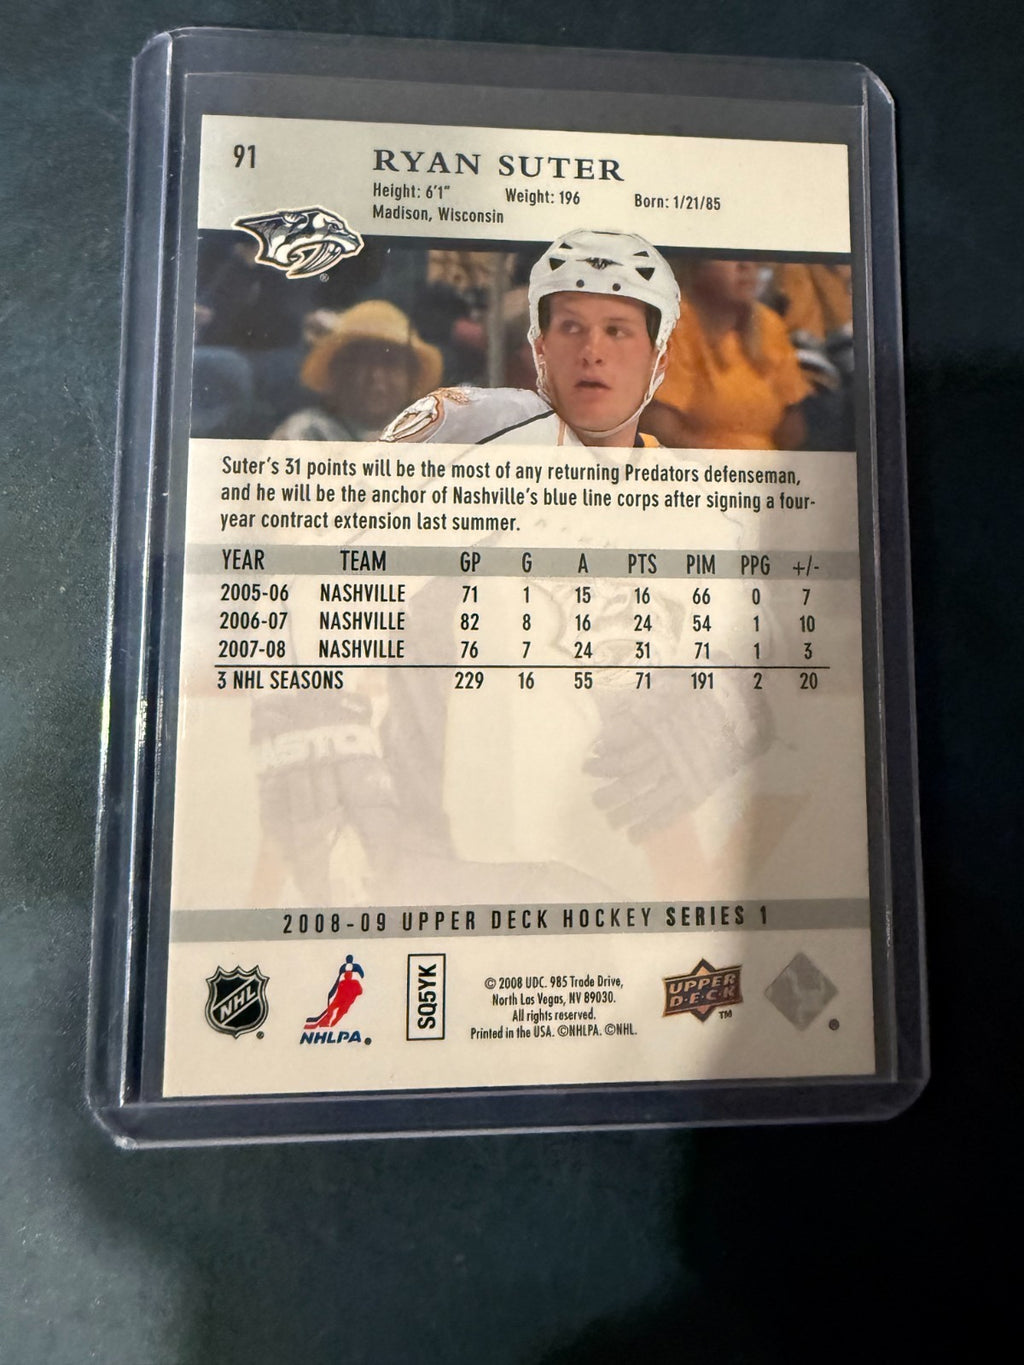 91
RYAN SUTER
Height: 6'1" Weight: 196 Born: 1/21/85
Madison, Wisconsin
Suter's 31 points will be the most of any returning Predators defenseman,
and he will be the anchor of Nashville's blue line corps after signing a four-
year contract extension last summer.
YEAR TEAM GP G A PTS PIM PPG +/-
2005-06 NASHVILLE 71 1 15 16 66 0 7
2006-07 NASHVILLE 82 8 16 24 54 1 10
2007-08 NASHVILLE 76 7 24 31 71 1 3
3 NHL SEASONS 229 16 55 71 191 2 20
2008-09 UPPER DECK HOCKEY SERIES 1
NHL
NHLPA®
SQ5YK
© 2008 UDC. 985 Trade Drive,
North Las Vegas, NV 89030.
All rights reserved.
Printed in the USA. ©NHLPA. ©NHL.
UPPER
D·E·C·K
TM